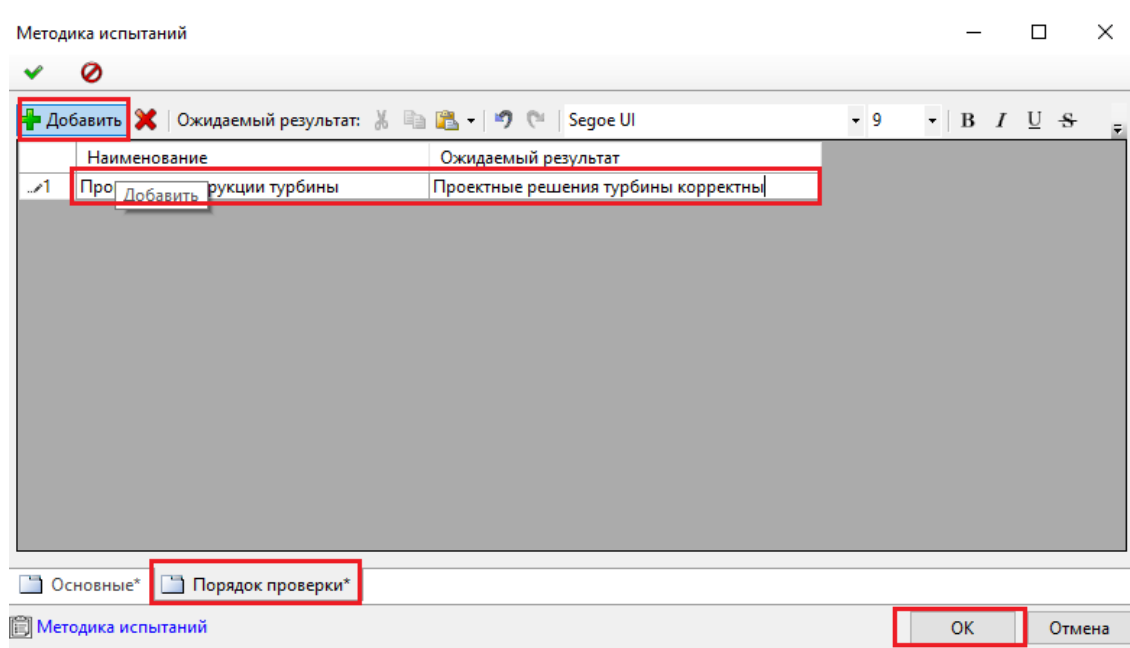 Методика испытаний
Добавить Ожидаемый результат: Segoe UI 9 B I U S
Наименование Ожидаемый результат
1 Про рукции турбины Проектные решения турбины корректны
Добавить
Основные* Порядок проверки*
Методика испытаний OK Отмена